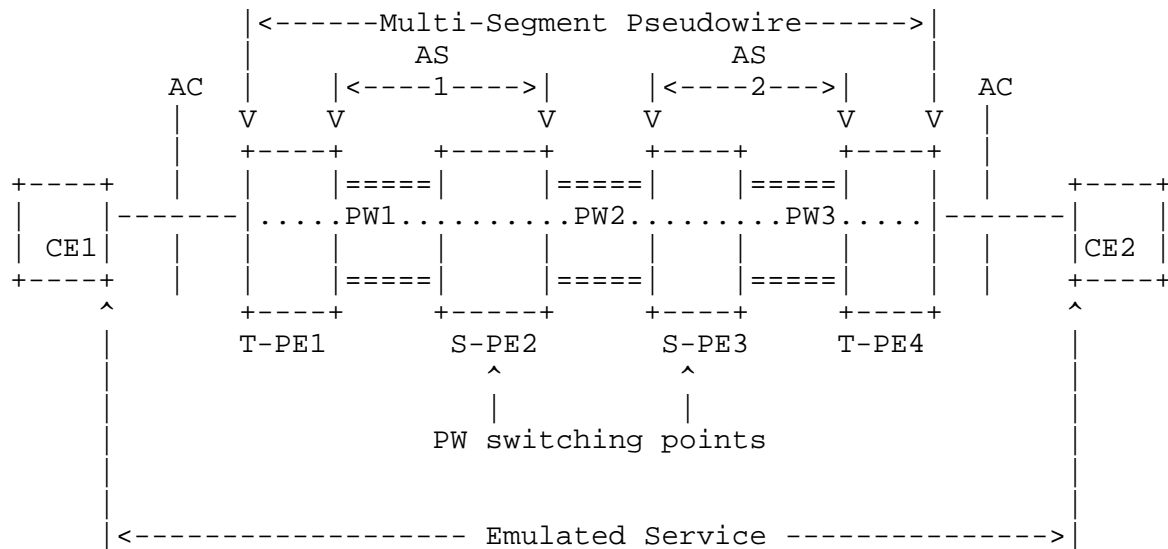 |<------Multi-Segment Pseudowire------>|
AS AS
AC |<----1---->| |<----2--->| AC
V V V V V V
|=====| |=====| |=====|
|-------|.....PW1..........PW2.........PW3.....|-------|
CE1 CE2
|=====| |=====| |=====|
T-PE1 S-PE2 S-PE3 T-PE4
PW switching points
|<------------------- Emulated Service --------------->|